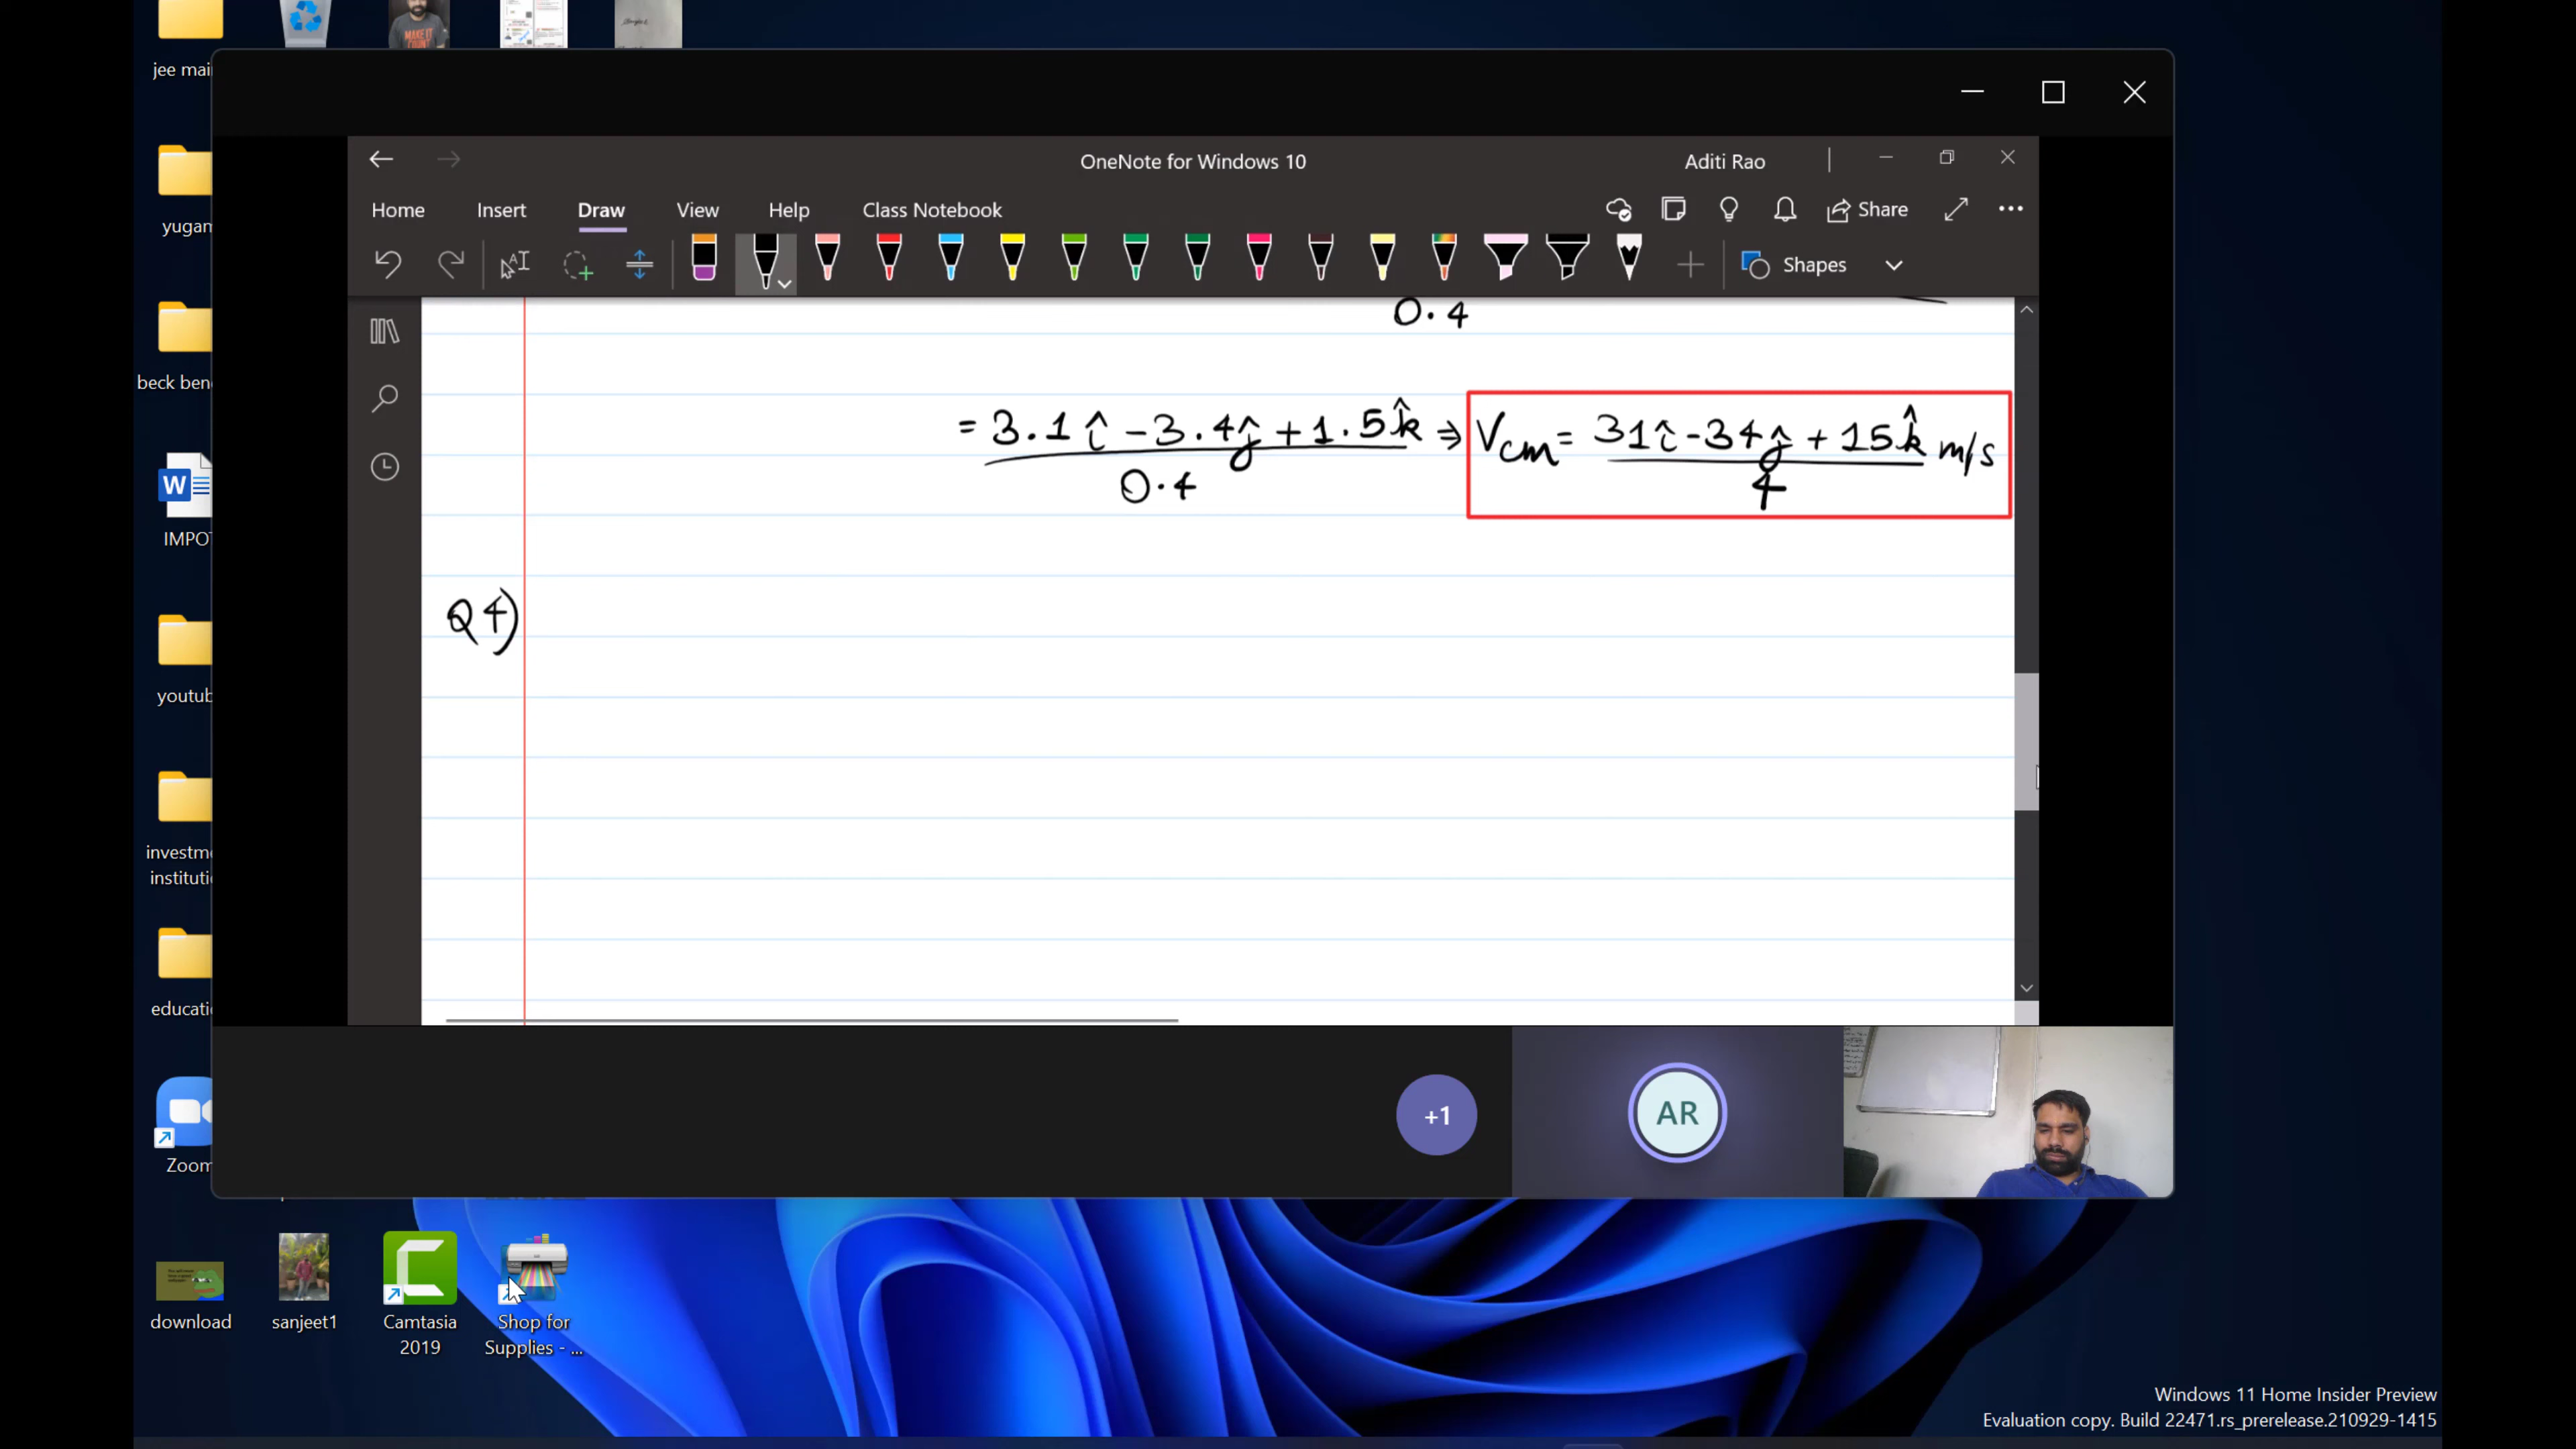 jee mai
yugam
beck ben
W
IMPO
youtub
investm
instituti
educati
Zoom
OneNote for Windows 10
Aditi Rao
Home
Insert
Draw
View
Help
Class Notebook
Share
Shapes
0.4
= 3.1î - 3.4ĵ + 1.5k̂ ⇒ Vcm = 31î - 34ĵ + 15k̂ m/s
0.4
4
Q4)
+1
AR
download
sanjeet1
Camtasia
2019
Shop for
Supplies - ...
Windows 11 Home Insider Preview
Evaluation copy. Build 22471.rs_prerelease.210929-1415